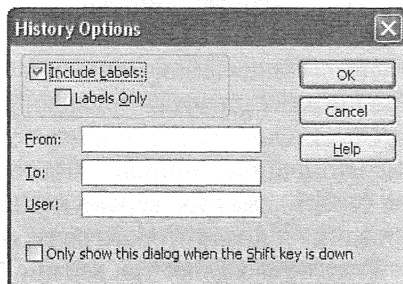 History Options
Include Labels:
Labels Only
OK
Cancel
Help
From:
To:
User:
Only show this dialog when the Shift key is down